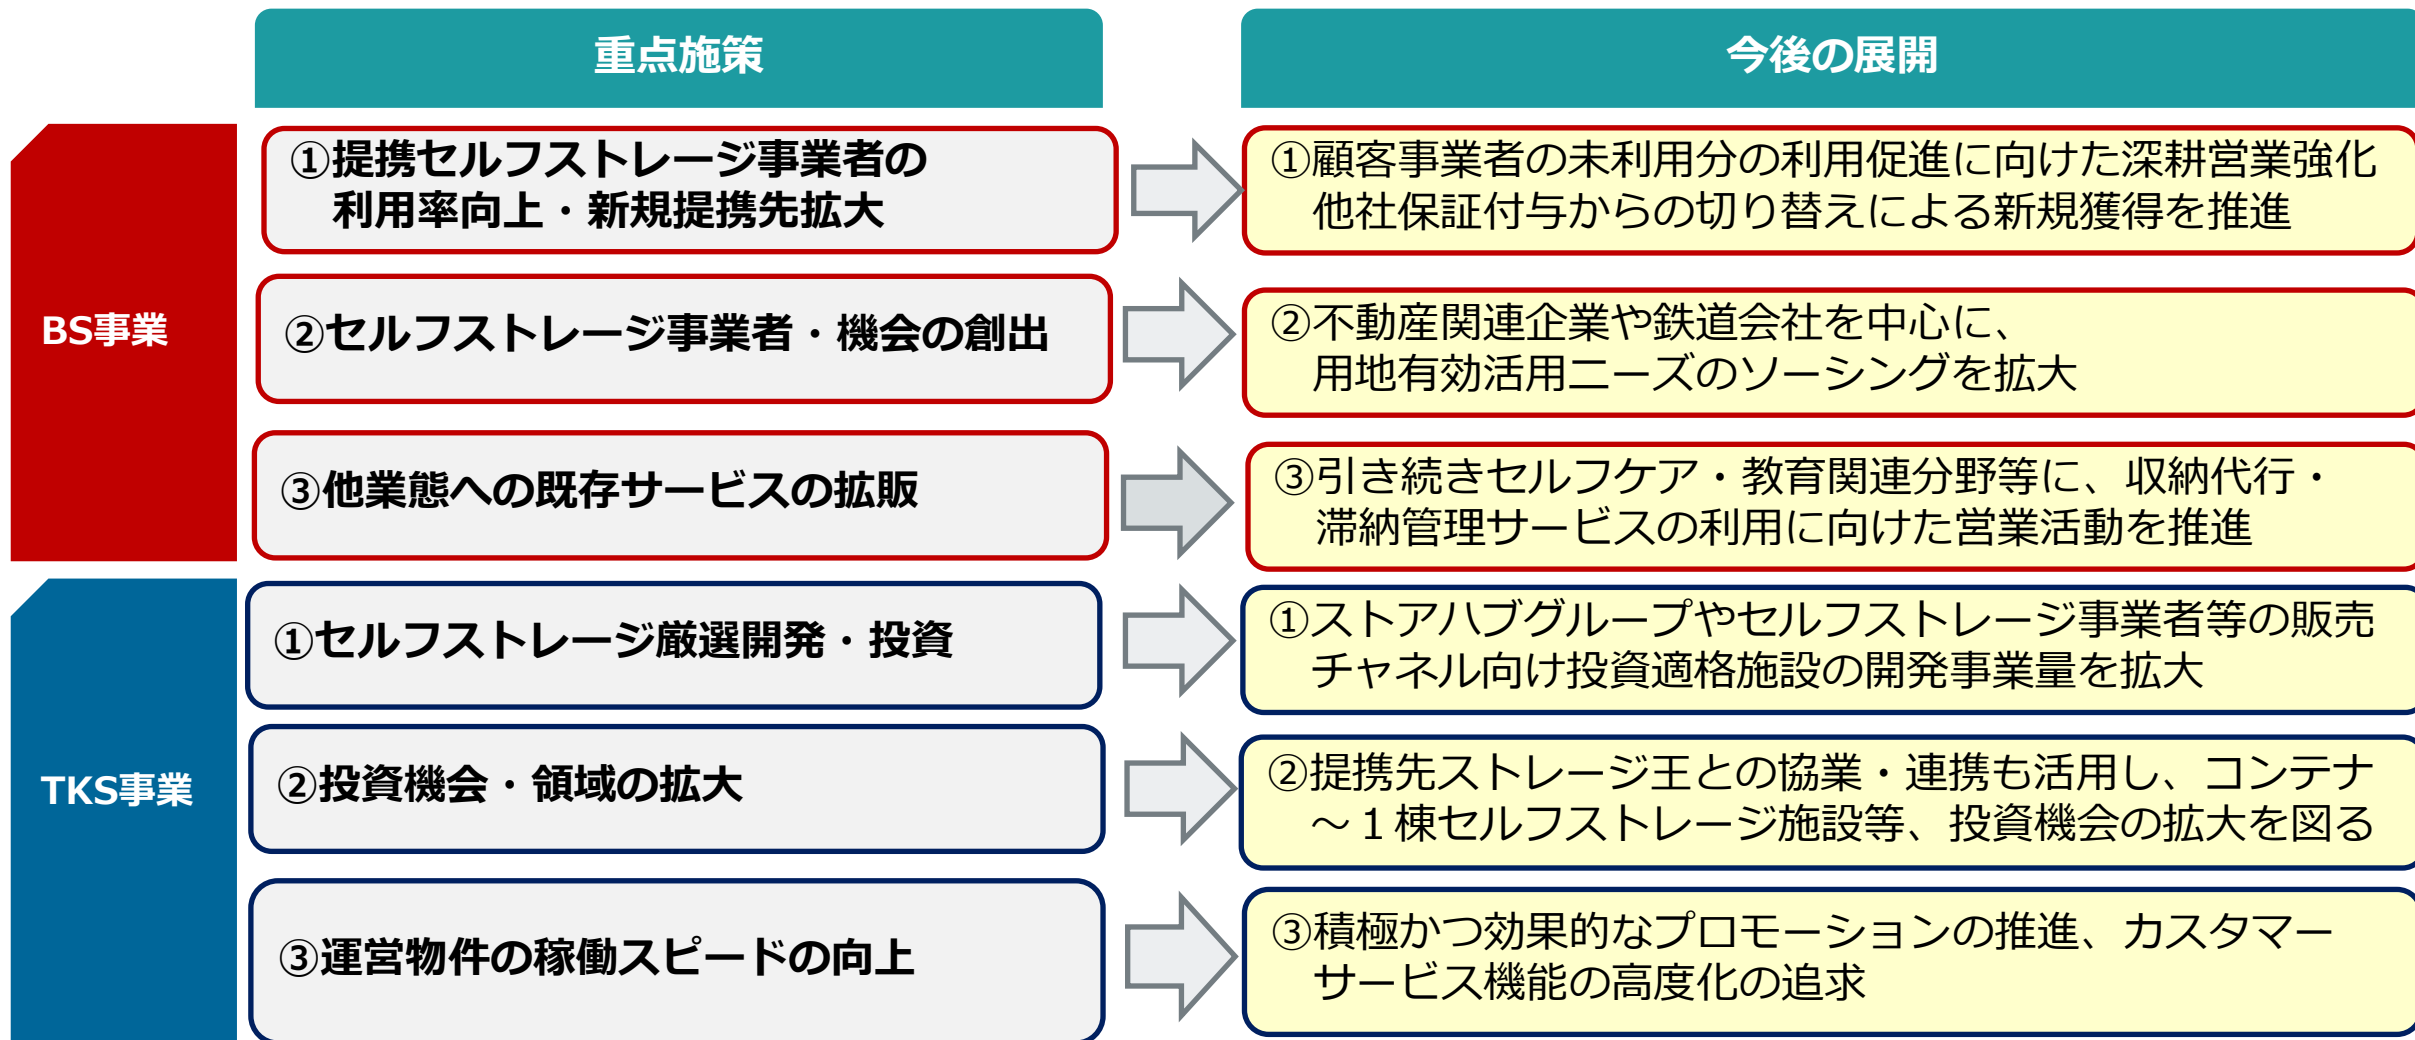 重点施策
今後の展開
BS事業
①提携セルフストレージ事業者の
利用率向上・新規提携先拡大
①顧客事業者の未利用分の利用促進に向けた深耕営業強化
他社保証付与からの切り替えによる新規獲得を推進
②セルフストレージ事業者・機会の創出
②不動産関連企業や鉄道会社を中心に、
用地有効活用ニーズのソーシングを拡大
③他業態への既存サービスの拡販
③引き続きセルフケア・教育関連分野等に、収納代行・
滞納管理サービスの利用に向けた営業活動を推進
TKS事業
①セルフストレージ厳選開発・投資
①ストアハブグループやセルフストレージ事業者等の販売
チャネル向け投資適格施設の開発事業量を拡大
②投資機会・領域の拡大
②提携先ストレージ王との協業・連携も活用し、コンテナ
～１棟セルフストレージ施設等、投資機会の拡大を図る
③運営物件の稼働スピードの向上
③積極かつ効果的なプロモーションの推進、カスタマー
サービス機能の高度化の追求